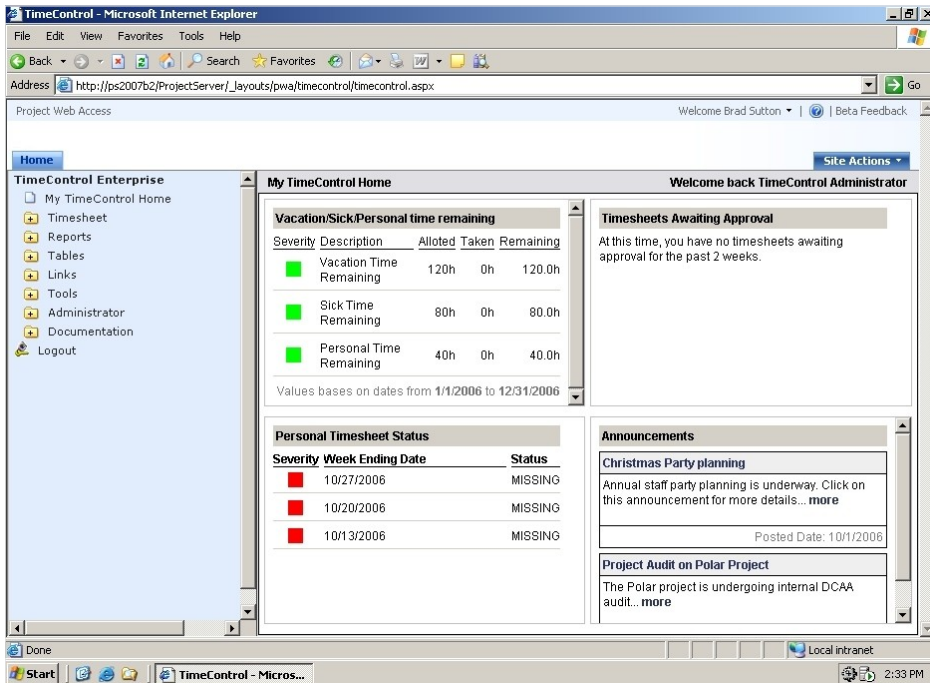 TimeControl - Microsoft Internet Explorer
File Edit View Favorites Tools Help
Back Search Favorites
Address http://ps2007b2/ProjectServer/_layouts/pwa/timecontrol/timecontrol.aspx Go
Project Web Access Welcome Brad Sutton | Beta Feedback
Home Site Actions
TimeControl Enterprise
My TimeControl Home
Timesheet
Reports
Tables
Links
Tools
Administrator
Documentation
Logout
My TimeControl Home Welcome back TimeControl Administrator
Vacation/Sick/Personal time remaining
Severity Description Alloted Taken Remaining
Vacation Time
Remaining 120h 0h 120.0h
Sick Time
Remaining 80h 0h 80.0h
Personal Time
Remaining 40h 0h 40.0h
Values bases on dates from 1/1/2006 to 12/31/2006
Timesheets Awaiting Approval
At this time, you have no timesheets awaiting
approval for the past 2 weeks.
Personal Timesheet Status
Severity Week Ending Date Status
10/27/2006 MISSING
10/20/2006 MISSING
10/13/2006 MISSING
Announcements
Christmas Party planning
Annual staff party planning is underway. Click on
this announcement for more details... more
Posted Date: 10/1/2006
Project Audit on Polar Project
The Polar project is undergoing internal DCAA
audit... more
Done Local intranet
Start TimeControl - Micros... 2:33 PM